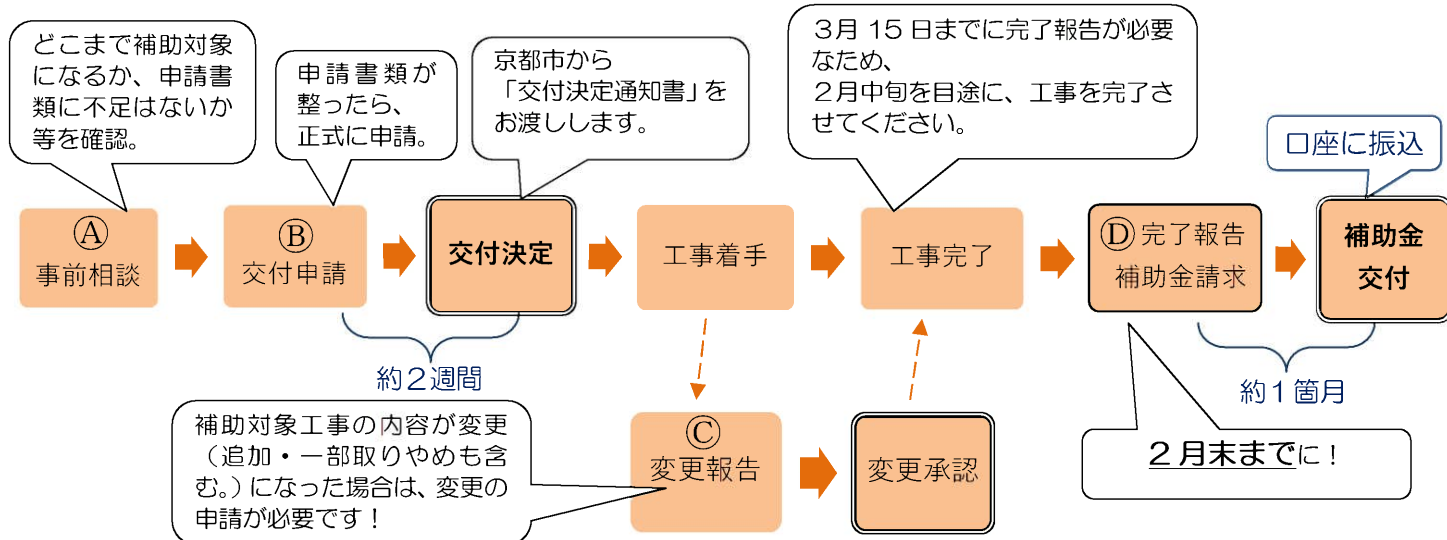 どこまで補助対象
になるか、申請書
類に不足はないか
等を確認。
申請書類が
整ったら、
正式に申請。
京都市から
「交付決定通知書」を
お渡しします。
３月 15 日までに完了報告が必要
なため、
２月中旬を目途に、工事を完了さ
せてください。
口座に振込
Ⓐ
事前相談
Ⓑ
交付申請
交付決定
工事着手
工事完了
Ⓓ 完了報告
補助金請求
補助金
交付
約２週間
約１箇月
補助対象工事の内容が変更
（追加・一部取りやめも含
む。）になった場合は、変更の
申請が必要です！
Ⓒ
変更報告
変更承認
２月末までに！